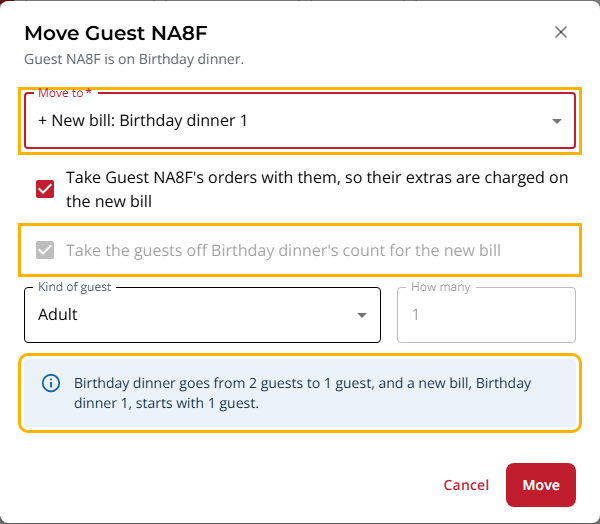 Move Guest NA8F
Guest NA8F is on Birthday dinner.
Move to *
+ New bill: Birthday dinner 1
Take Guest NA8F's orders with them, so their extras are charged on
the new bill
Take the guests off Birthday dinner's count for the new bill
Kind of guest
How many
Adult
1
Birthday dinner goes from 2 guests to 1 guest, and a new bill, Birthday
dinner 1, starts with 1 guest.
Cancel
Move